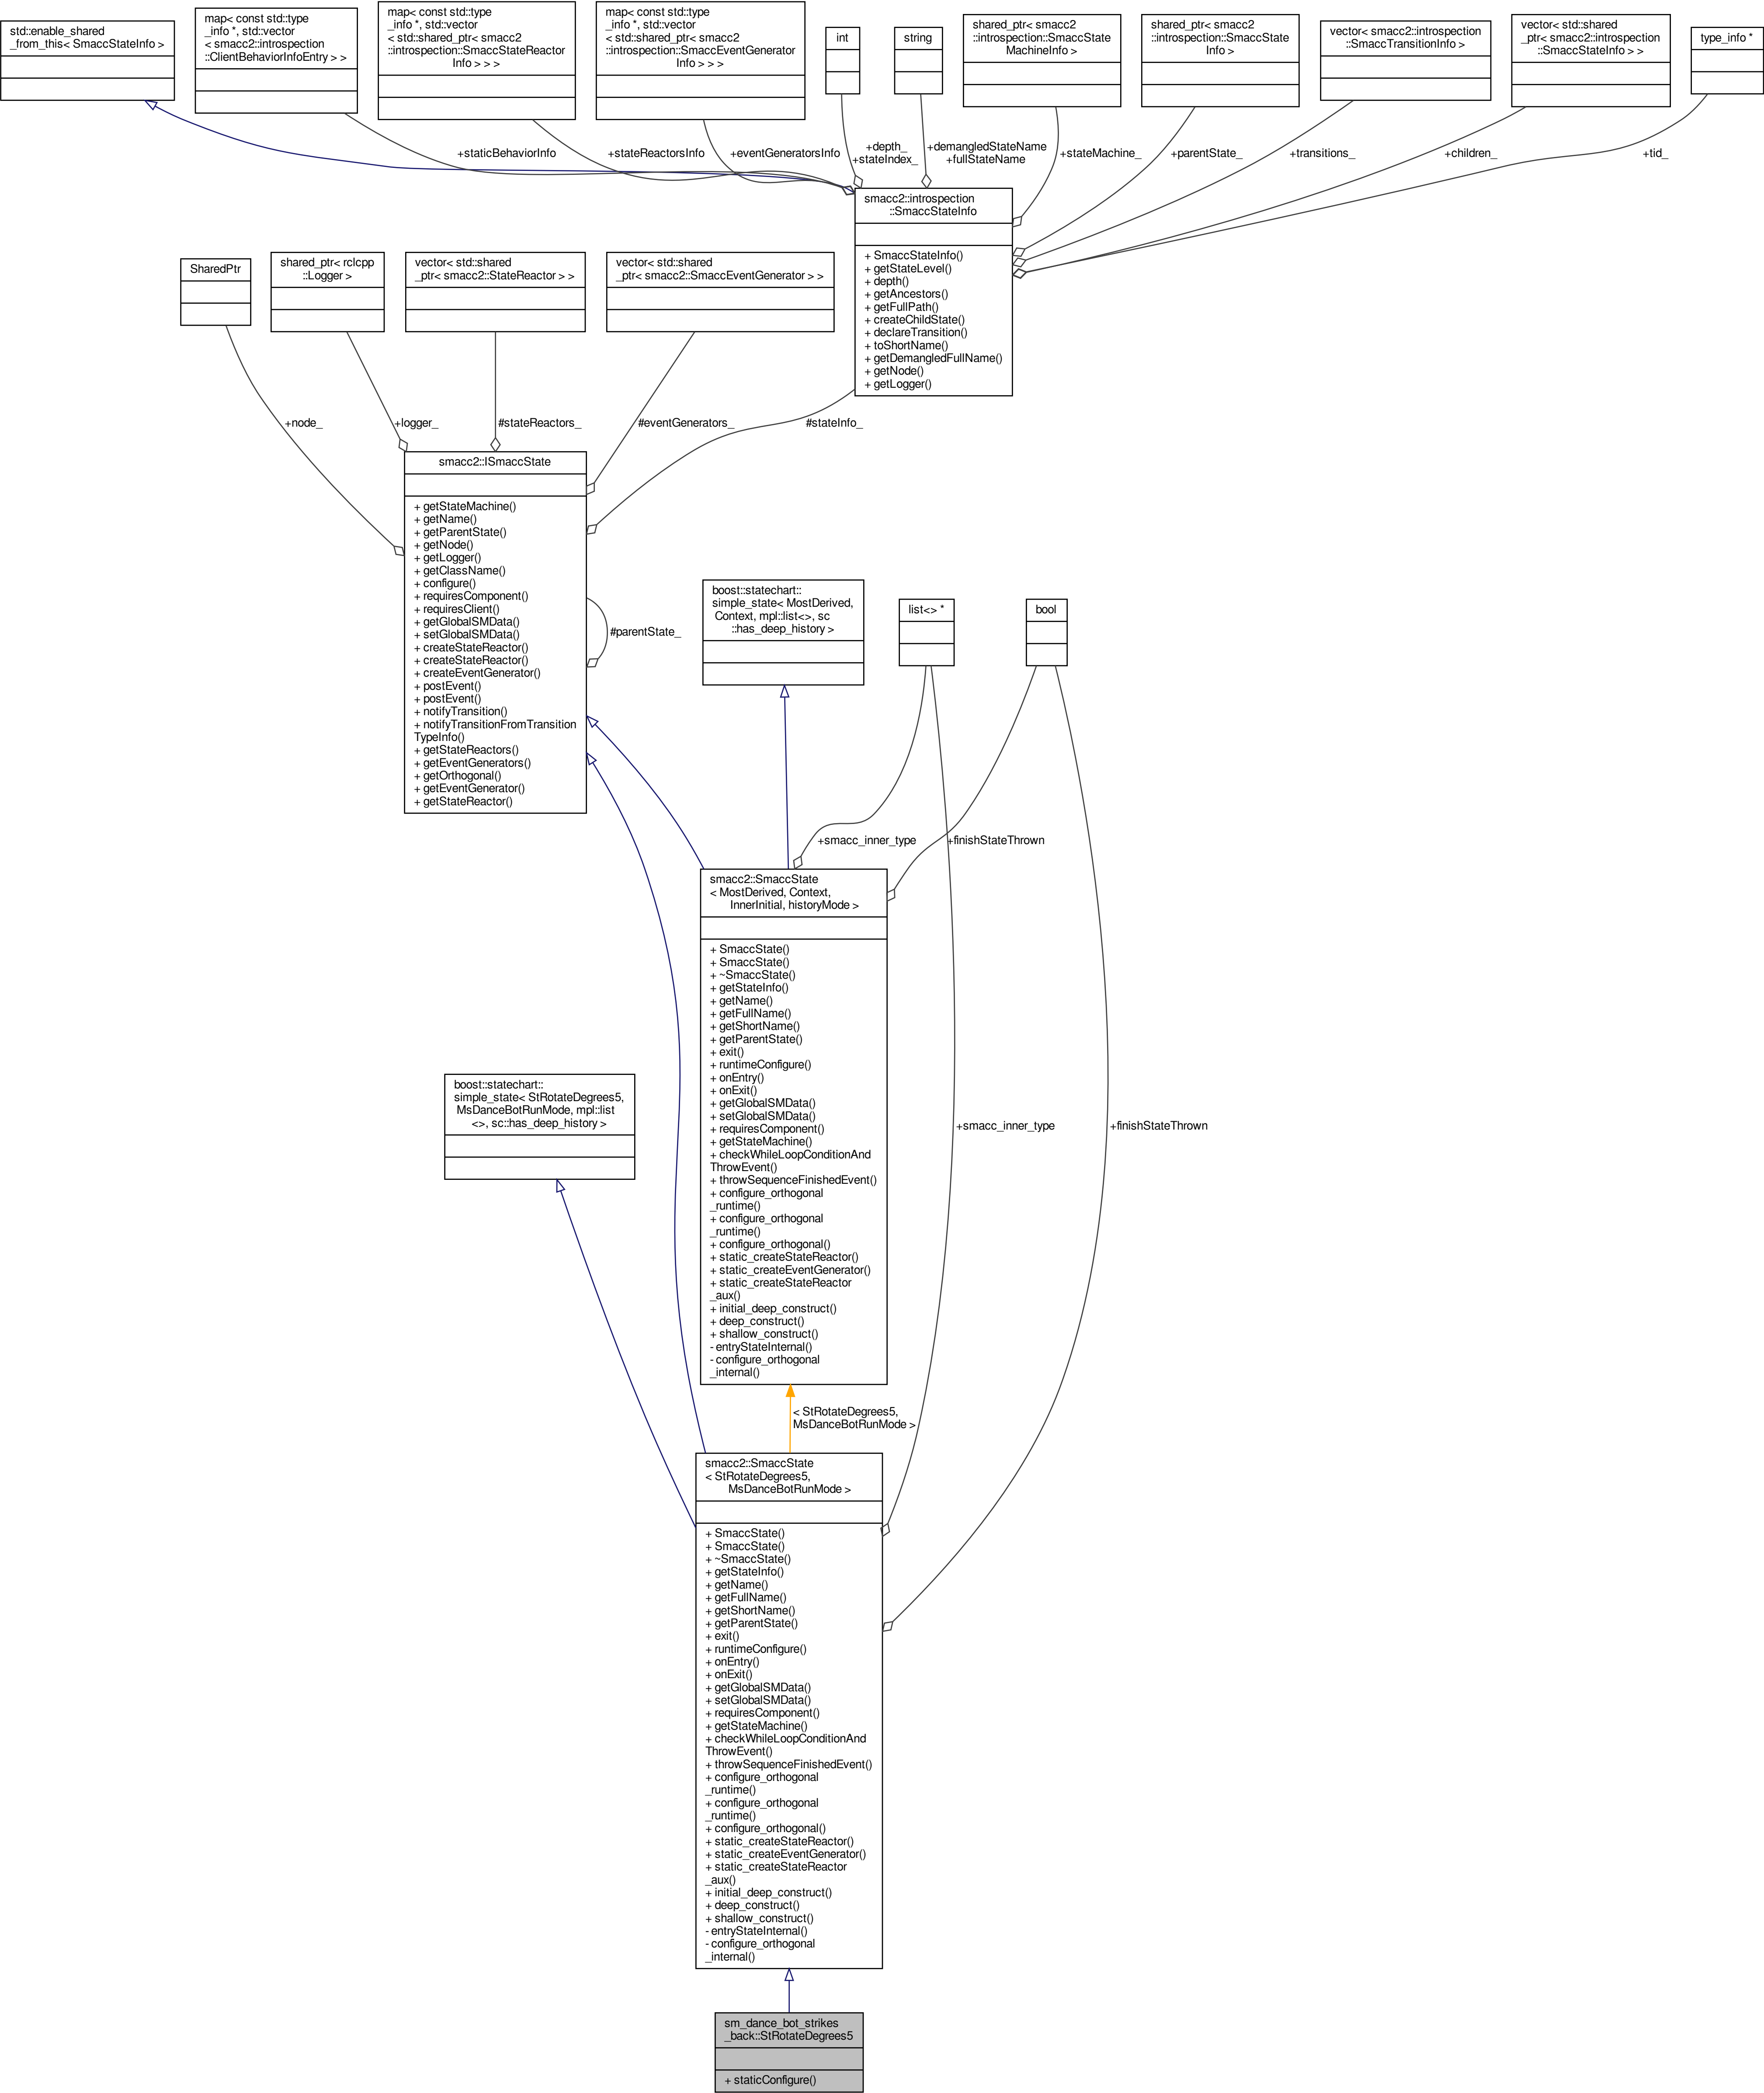 std::enable_shared
_from_this< SmaccStateInfo >
map< const std::type
_info *, std::vector
< smacc2::introspection
::ClientBehaviorInfoEntry > >
map< const std::type
_info *, std::vector
< std::shared_ptr< smacc2
::introspection::SmaccStateReactor
Info > > >
map< const std::type
_info *, std::vector
< std::shared_ptr< smacc2
::introspection::SmaccEventGenerator
Info > > >
int
string
shared_ptr< smacc2
::introspection::SmaccState
MachineInfo >
shared_ptr< smacc2
::introspection::SmaccState
Info >
vector< smacc2::introspection
::SmaccTransitionInfo >
vector< std::shared
_ptr< smacc2::introspection
::SmaccStateInfo > >
type_info *
+staticBehaviorInfo
+stateReactorsInfo
+eventGeneratorsInfo
+depth_
+stateIndex_
+demangledStateName
+fullStateName
+stateMachine_
+parentState_
+transitions_
+children_
+tid_
smacc2::introspection
::SmaccStateInfo
+ SmaccStateInfo()
+ getStateLevel()
+ depth()
+ getAncestors()
+ getFullPath()
+ createChildState()
+ declareTransition()
+ toShortName()
+ getDemangledFullName()
+ getNode()
+ getLogger()
SharedPtr
shared_ptr< rclcpp
::Logger >
vector< std::shared
_ptr< smacc2::StateReactor > >
vector< std::shared
_ptr< smacc2::SmaccEventGenerator > >
+node_
+logger_
#stateReactors_
#eventGenerators_
#stateInfo_
smacc2::ISmaccState
+ getStateMachine()
+ getName()
+ getParentState()
+ getNode()
+ getLogger()
+ getClassName()
+ configure()
+ requiresComponent()
+ requiresClient()
+ getGlobalSMData()
+ setGlobalSMData()
+ createStateReactor()
+ createStateReactor()
+ createEventGenerator()
+ postEvent()
+ postEvent()
+ notifyTransition()
+ notifyTransitionFromTransition
TypeInfo()
+ getStateReactors()
+ getEventGenerators()
+ getOrthogonal()
+ getEventGenerator()
+ getStateReactor()
#parentState_
boost::statechart::
simple_state< MostDerived,
Context, mpl::list<>, sc
::has_deep_history >
list<> *
bool
+smacc_inner_type
+finishStateThrown
smacc2::SmaccState
< MostDerived, Context,
InnerInitial, historyMode >
+ SmaccState()
+ SmaccState()
+ ~SmaccState()
+ getStateInfo()
+ getName()
+ getFullName()
+ getShortName()
+ getParentState()
+ exit()
+ runtimeConfigure()
+ onEntry()
+ onExit()
+ getGlobalSMData()
+ setGlobalSMData()
+ requiresComponent()
+ getStateMachine()
+ checkWhileLoopConditionAnd
ThrowEvent()
+ throwSequenceFinishedEvent()
+ configure_orthogonal
_runtime()
+ configure_orthogonal
_runtime()
+ configure_orthogonal()
+ static_createStateReactor()
+ static_createEventGenerator()
+ static_createStateReactor
_aux()
+ initial_deep_construct()
+ deep_construct()
+ shallow_construct()
- entryStateInternal()
- configure_orthogonal
_internal()
boost::statechart::
simple_state< StRotateDegrees5,
MsDanceBotRunMode, mpl::list
<>, sc::has_deep_history >
+smacc_inner_type
+finishStateThrown
< StRotateDegrees5,
MsDanceBotRunMode >
smacc2::SmaccState
< StRotateDegrees5,
MsDanceBotRunMode >
+ SmaccState()
+ SmaccState()
+ ~SmaccState()
+ getStateInfo()
+ getName()
+ getFullName()
+ getShortName()
+ getParentState()
+ exit()
+ runtimeConfigure()
+ onEntry()
+ onExit()
+ getGlobalSMData()
+ setGlobalSMData()
+ requiresComponent()
+ getStateMachine()
+ checkWhileLoopConditionAnd
ThrowEvent()
+ throwSequenceFinishedEvent()
+ configure_orthogonal
_runtime()
+ configure_orthogonal
_runtime()
+ configure_orthogonal()
+ static_createStateReactor()
+ static_createEventGenerator()
+ static_createStateReactor
_aux()
+ initial_deep_construct()
+ deep_construct()
+ shallow_construct()
- entryStateInternal()
- configure_orthogonal
_internal()
sm_dance_bot_strikes
_back::StRotateDegrees5
+ staticConfigure()